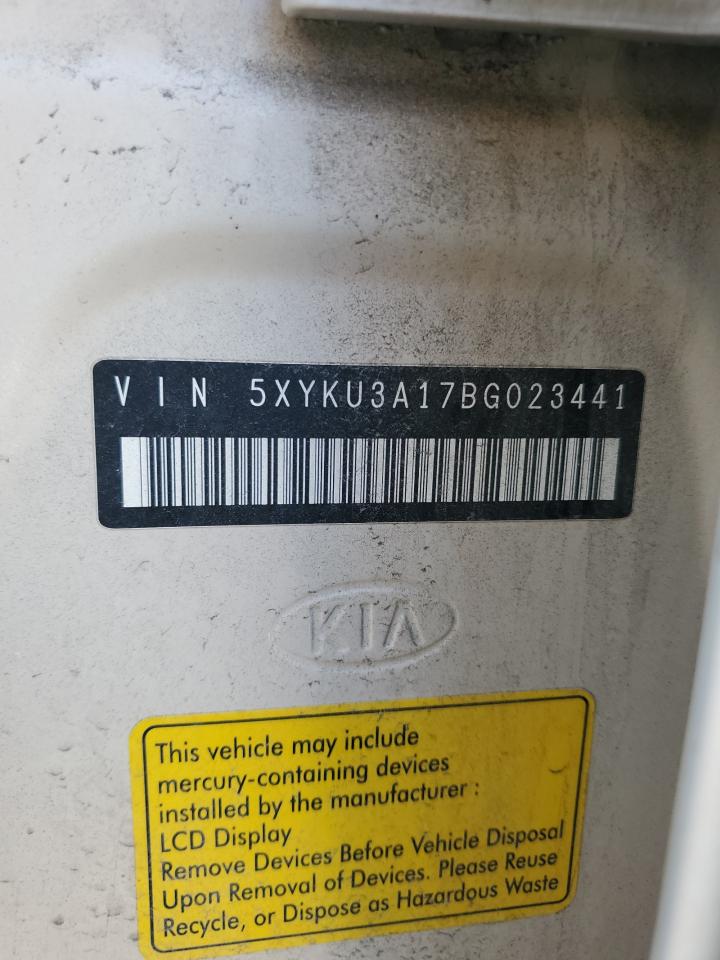 VIN 5XYKU3A17BG023441
KIA
This vehicle may include
mercury-containing devices
installed by the manufacturer :
LCD Display
Remove Devices Before Vehicle Disposal
Upon Removal of Devices. Please Reuse
Recycle, or Dispose as Hazardous Waste